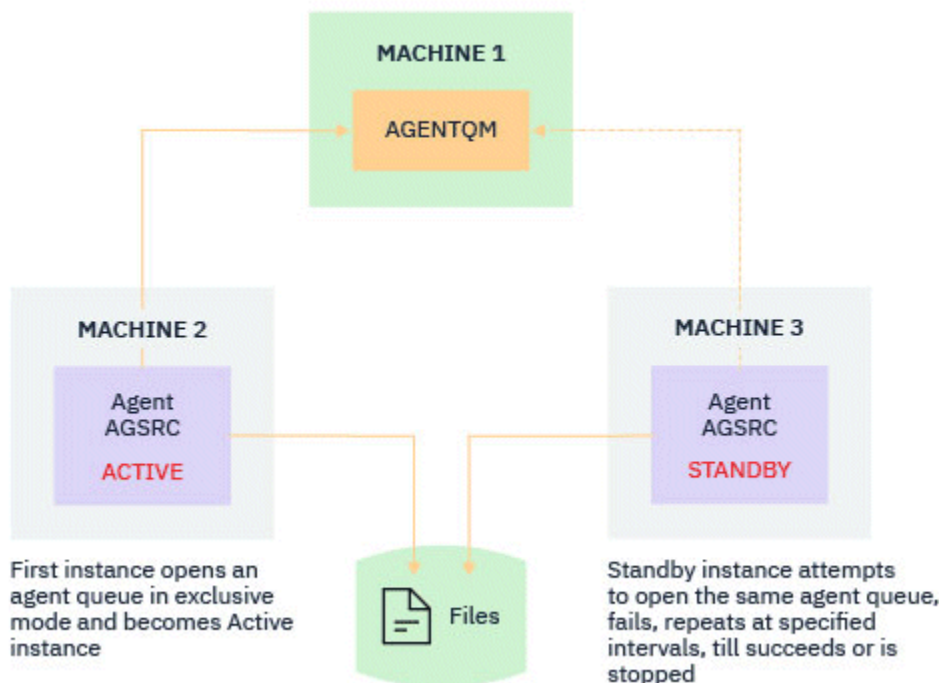 MACHINE 1
AGENTQM
MACHINE 2
Agent
AGSRC
ACTIVE
MACHINE 3
Agent
AGSRC
STANDBY
First instance opens an
agent queue in exclusive
mode and becomes Active
instance
Files
Standby instance attempts
to open the same agent queue,
fails, repeats at specified
intervals, till succeeds or is
stopped